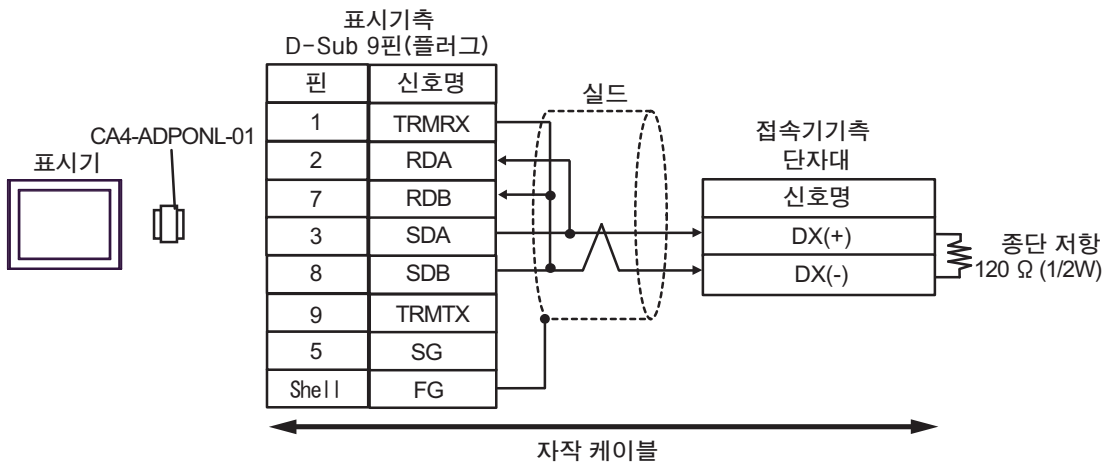 표시기측
D-Sub 9핀(플러그)
핀 신호명
1 TRMRX
2 RDA
7 RDB
3 SDA
8 SDB
9 TRMTX
5 SG
Shell FG
CA4-ADPONL-01
표시기
실드
접속기기측
단자대
신호명
DX(+)
DX(-)
종단 저항
120 Ω (1/2W)
자작 케이블